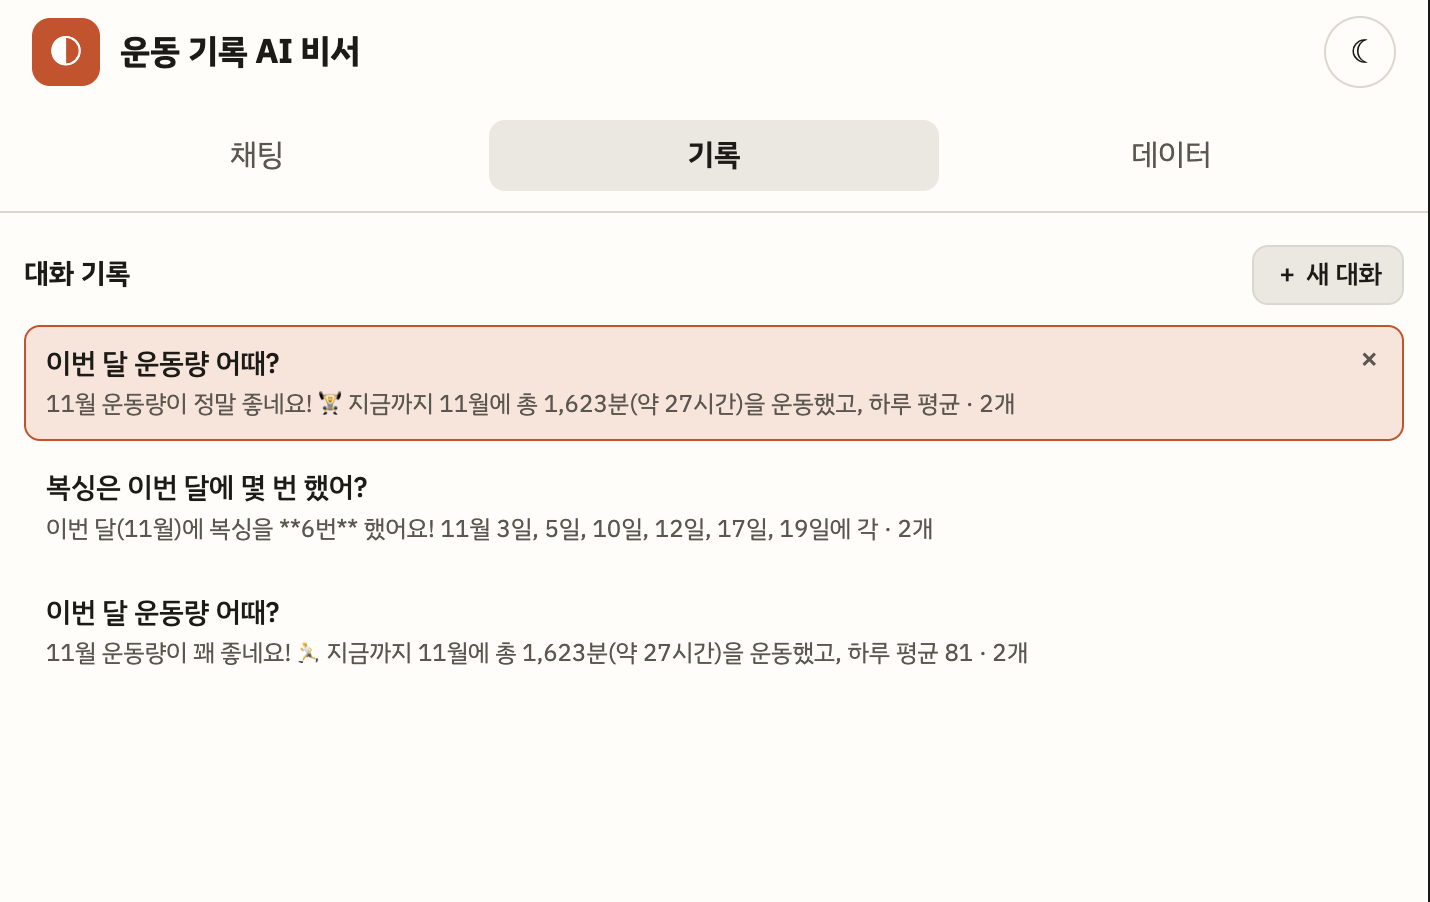 운동 기록 AI 비서
채팅
기록
데이터
대화 기록
+ 새 대화
이번 달 운동량 어때?
×
11월 운동량이 정말 좋네요! 🏋️ 지금까지 11월에 총 1,623분(약 27시간)을 운동했고, 하루 평균 · 2개
복싱은 이번 달에 몇 번 했어?
이번 달(11월)에 복싱을 **6번** 했어요! 11월 3일, 5일, 10일, 12일, 17일, 19일에 각 · 2개
이번 달 운동량 어때?
11월 운동량이 꽤 좋네요! 🏃 지금까지 11월에 총 1,623분(약 27시간)을 운동했고, 하루 평균 81 · 2개